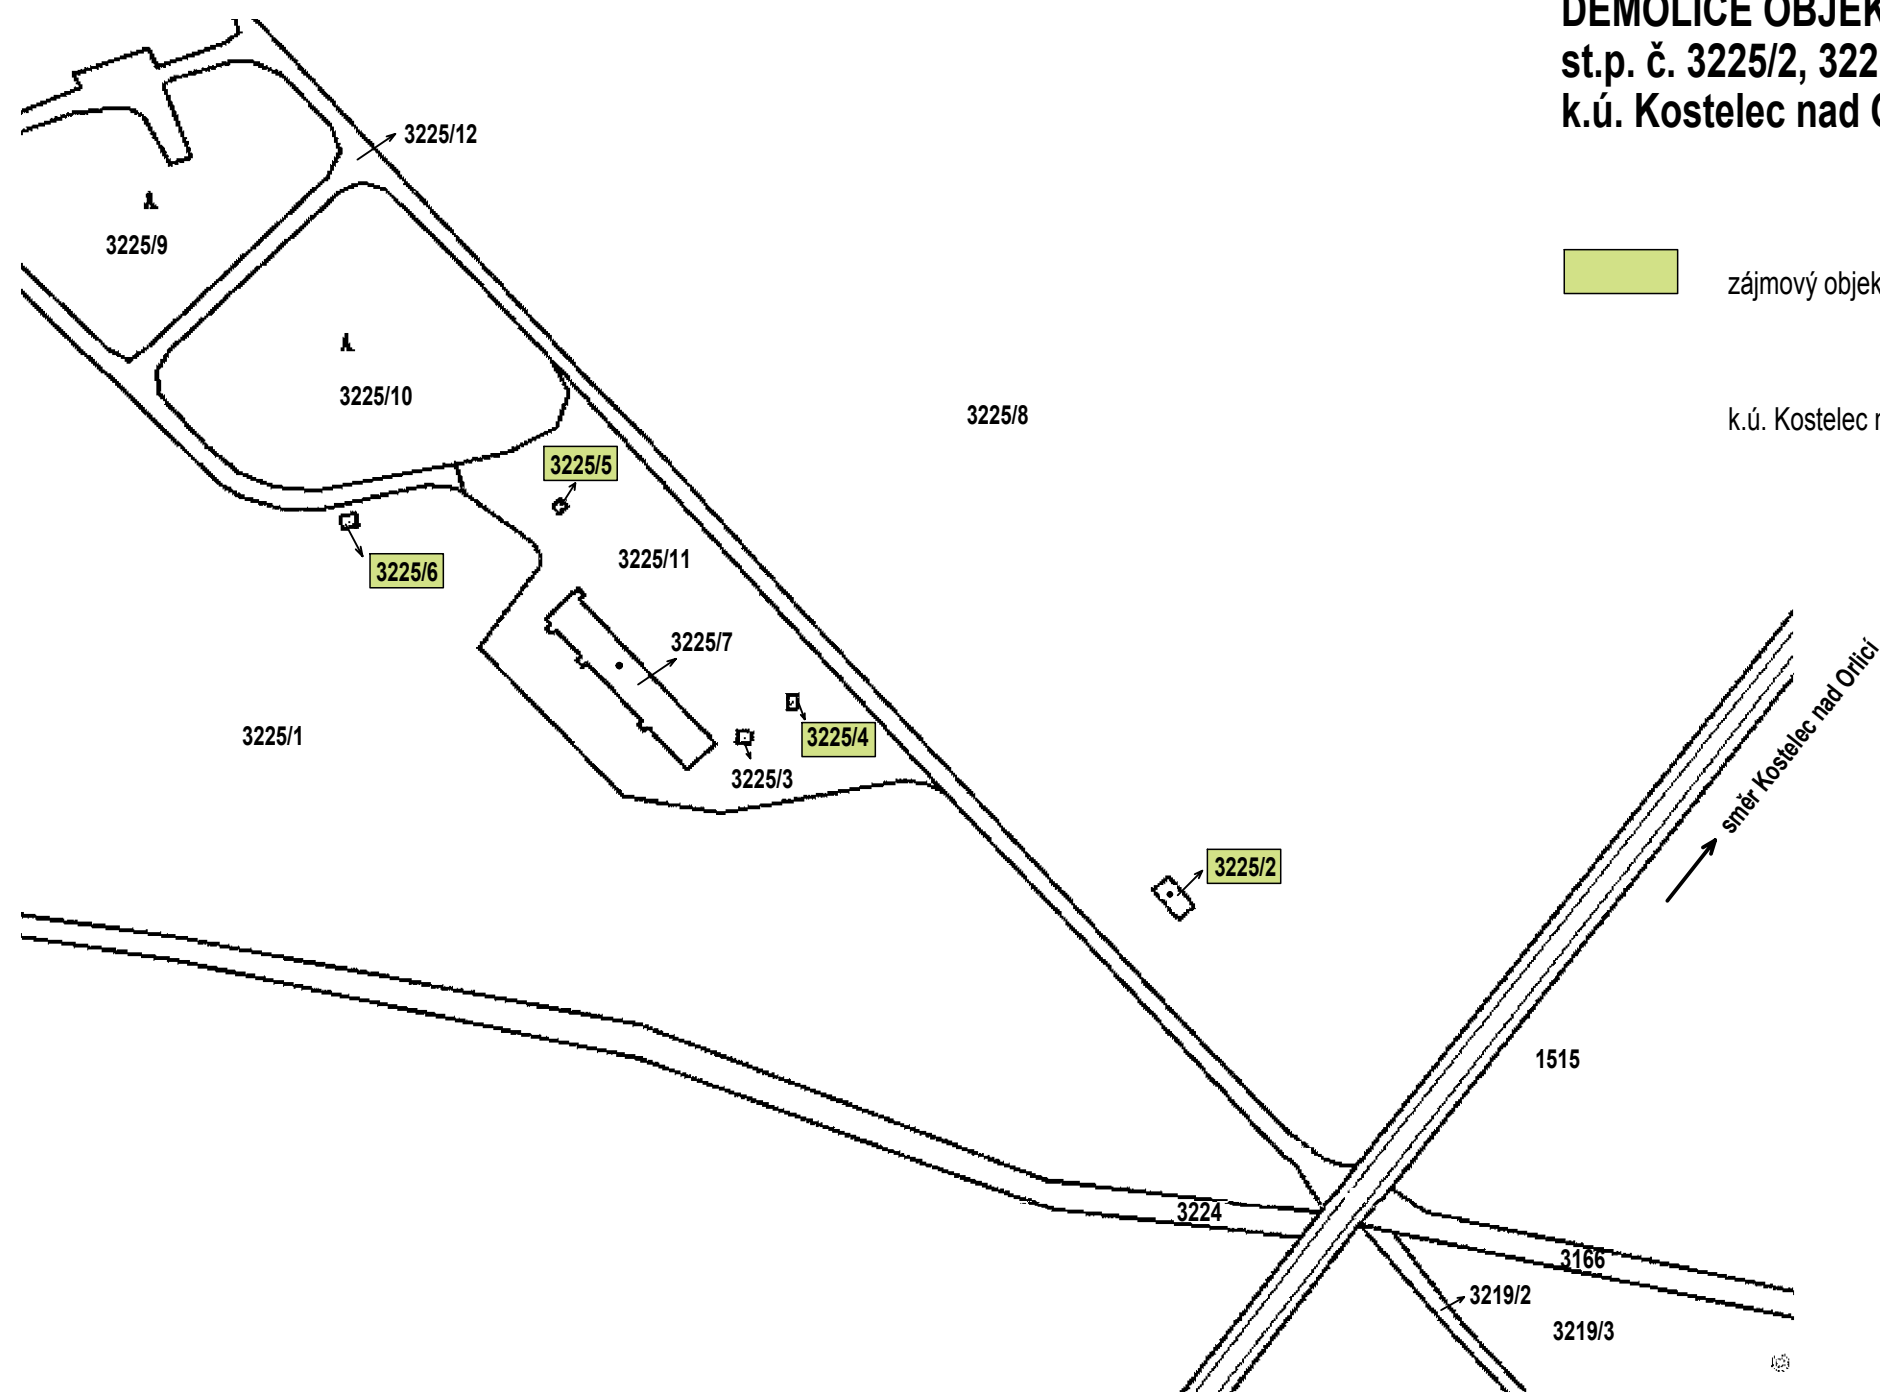 DEMOLICE OBJEK
st.p. č. 3225/2, 322
k.ú. Kostelec nad
zájmový objek
k.ú. Kostelec
3225/12
3225/9
3225/10
3225/8
3225/5
3225/11
3225/6
3225/7
3225/1
3225/4
3225/3
směr Kostelec nad Orlicí
3225/2
1515
3224
3166
3219/2
3219/3